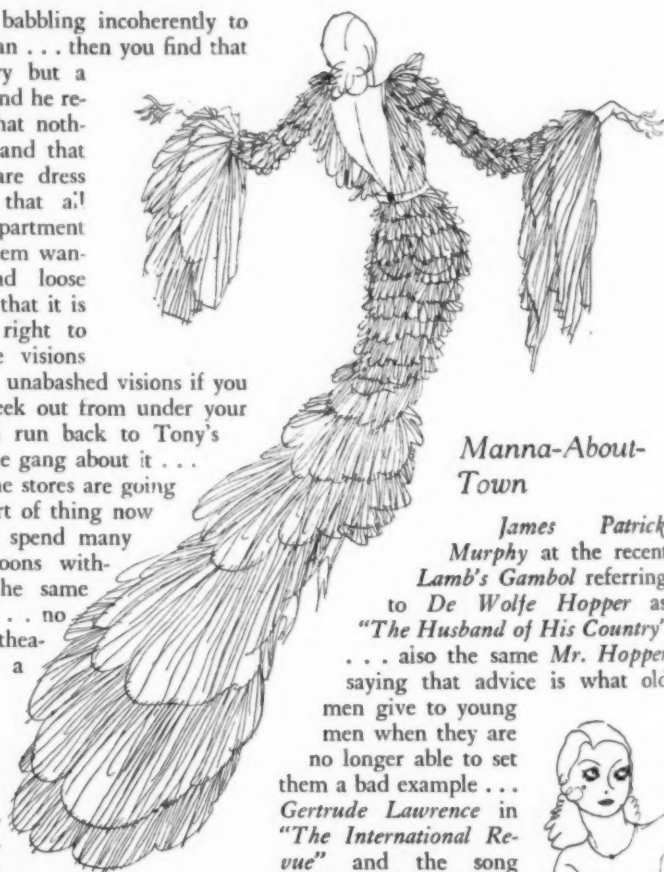 babbling incoherently to
an . . . then you find that
ry but a
nd he re-
hat noth-
and that
are dress
that all
partment
em wan-
nd loose
that it is
right to
e visions
unabashed visions if you
eek out from under your
run back to Tony's
e gang about it . . .
ne stores are going
rt of thing now
spend many
oons with-
he same
. . no
thea-
a
Manna-About-
Town
James Patrick
Murphy at the recent
Lamb's Gambol referring
to De Wolfe Hopper as
"The Husband of His Country"
. . . also the same Mr. Hopper
saying that advice is what old
men give to young
men when they are
no longer able to set
them a bad example . . .
Gertrude Lawrence in
"The International Re-
vue" and the song